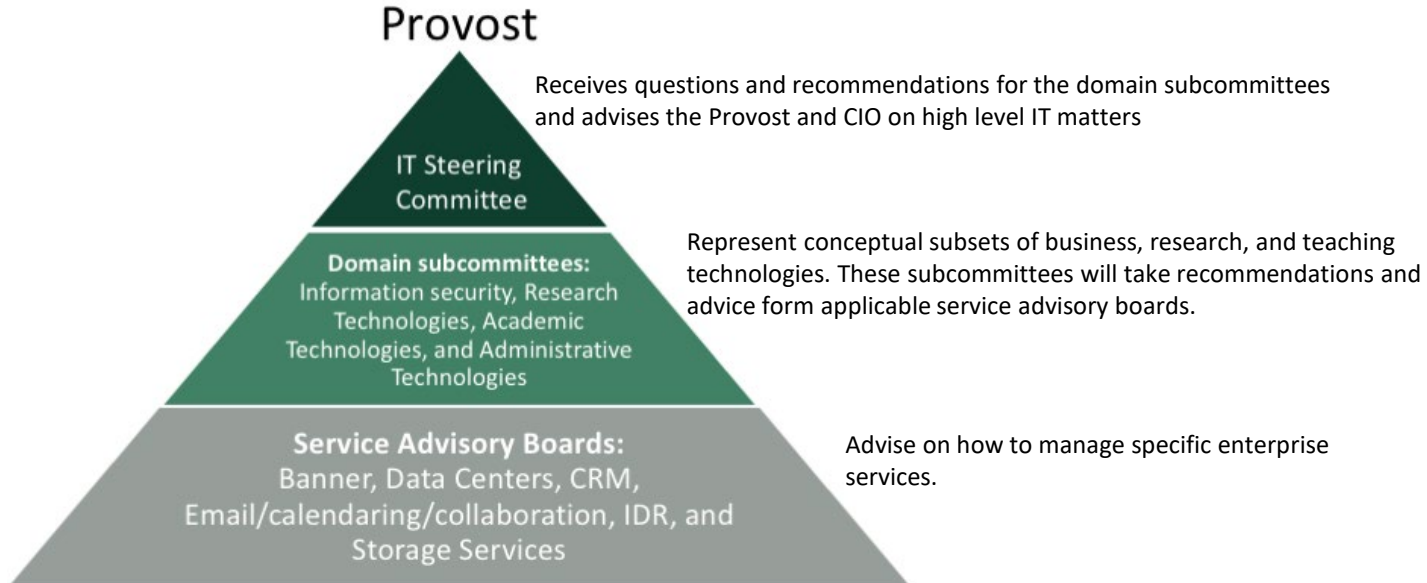 Provost
Receives questions and recommendations for the domain subcommittees
and advises the Provost and CIO on high level IT matters
IT Steering
Committee
Represent conceptual subsets of business, research, and teaching
technologies. These subcommittees will take recommendations and
advice form applicable service advisory boards.
Domain subcommittees:
Information security, Research
Technologies, Academic
Technologies, and Administrative
Technologies
Advise on how to manage specific enterprise
services.
Service Advisory Boards:
Banner, Data Centers, CRM,
Email/calendaring/collaboration, IDR, and
Storage Services